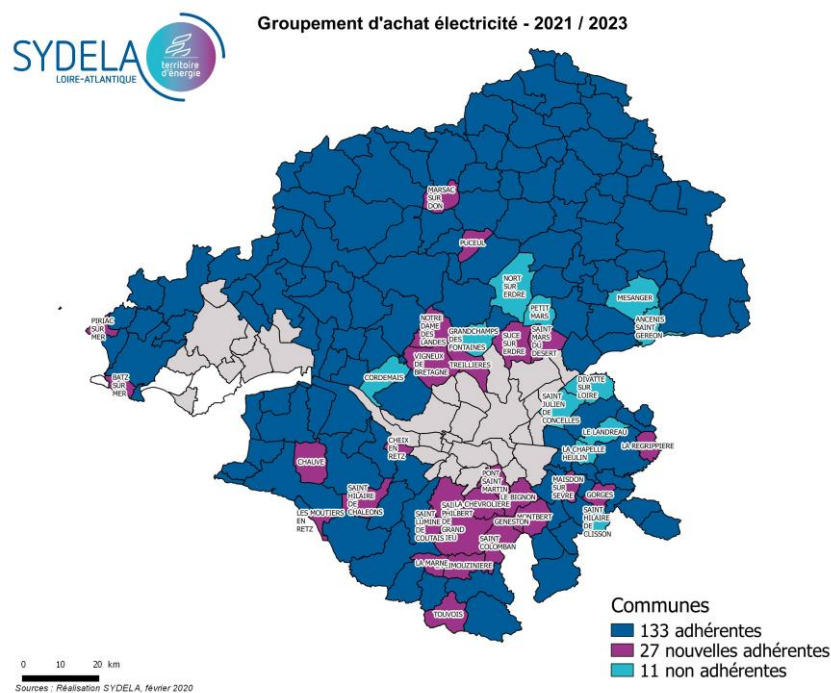 Groupement d'achat électricité - 2021 / 2023
SYDELA
LOIRE-ATLANTIQUE
territoire
d'énergie
MARSAC
SUR
DON
PUCEUL
NORT
SUR
ERDRE
PETIT
MARS
MESANGER
ANCENIS
SAINT
GEREON
PIRIAC
SUR
MER
BATZ
SUR
MER
NOTRE
DAME
DES
LANDES
GRANDCHAMPS
DES
FONTAINES
SUCE
SUR
ERDRE
SAINT
MARS
DU
DESERT
VIGNEUX
DE
BRETAGNE
TREILLIERES
CORDEMAIS
DIVATTE
SUR
LOIRE
SAINT
JULIEN
DE
CONCELLES
LE LANDREAU
LA CHAPELLE
HEULIN
LA REGRIPPIERE
CHEIX
EN
RETZ
CHAUVE
SAINT
HILAIRE
DE
CHALEONS
LES MOUTIERS
EN
RETZ
PONT
SAINT
MARTIN
LE BIGNON
LA CHEVROLIERE
MAISDON
SUR
SEVRE
GORGES
SAINT
HILAIRE
DE
CLISSON
SAINT
LUMINE
DE
COUTAIS
PHILBERT
DE
GRAND
LIEU
GENESTON
MONTBERT
SAINT
COLOMBAN
LA MARNE
LIMOUZINIERE
TOUVOIS
Communes
133 adhérentes
27 nouvelles adhérentes
11 non adhérentes
0 10 20 km
Sources : Réalisation SYDELA, février 2020